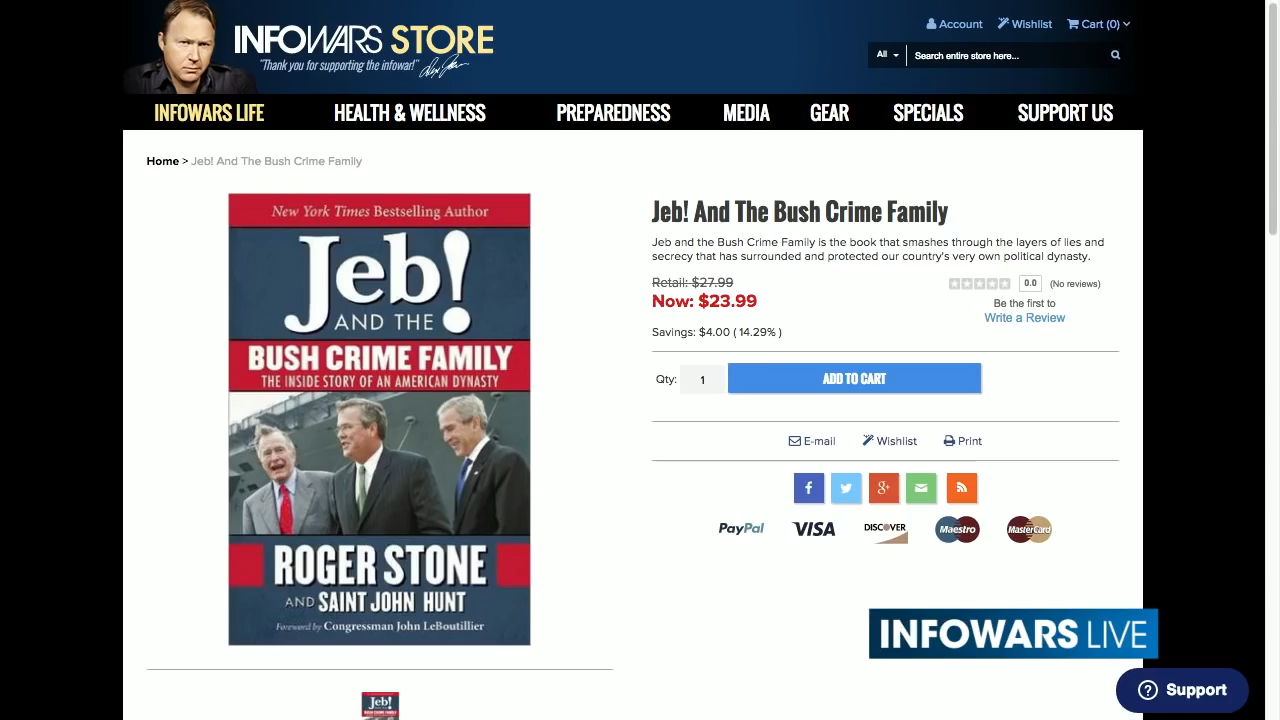 INFOWARS STORE
"Thank you for supporting the infowar!"
Account Wishlist Cart (0)
All Search entire store here...
INFOWARS LIFE HEALTH & WELLNESS PREPAREDNESS MEDIA GEAR SPECIALS SUPPORT US
Home > Jeb! And The Bush Crime Family
New York Times Bestselling Author
Jeb!
AND THE
BUSH CRIME FAMILY
THE INSIDE STORY OF AN AMERICAN DYNASTY
ROGER STONE
AND SAINT JOHN HUNT
Foreword by Congressman John LeBoutillier
Jeb! And The Bush Crime Family
Jeb and the Bush Crime Family is the book that smashes through the layers of lies and
secrecy that has surrounded and protected our country's very own political dynasty.
Retail: $27.99
Now: $23.99
Savings: $4.00 ( 14.29% )
0.0 (No reviews)
Be the first to
Write a Review
Qty: 1 ADD TO CART
E-mail Wishlist Print
f g+
PayPal VISA DISCOVER Maestro MasterCard
INFOWARS LIVE
? Support
Jeb!
AND THE
BUSH CRIME FAMILY